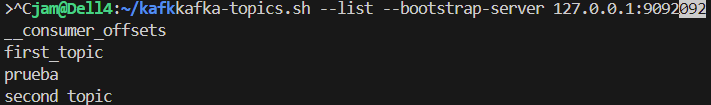 >^Cjam@Dell4:~/kafkkafka-topics.sh --list --bootstrap-server 127.0.0.1:9092092
__consumer_offsets
first_topic
prueba
second topic